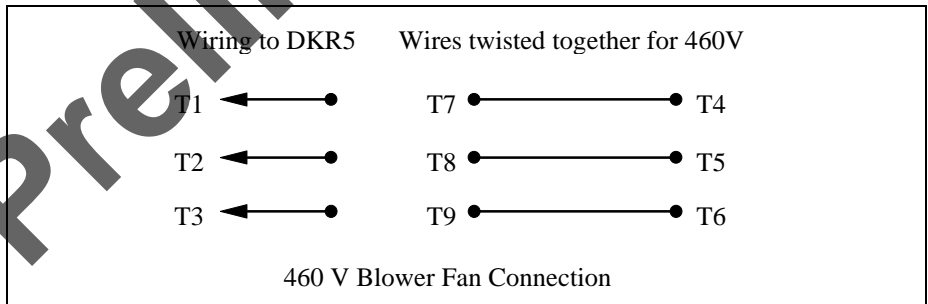 Wiring to DKR5 Wires twisted together for 460V
T1 T7 T4
T2 T8 T5
T3 T9 T6
460 V Blower Fan Connection